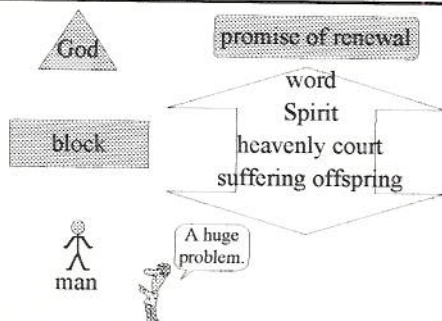 God
promise of renewal
word
Spirit
heavenly court
suffering offspring
block
A huge
problem.
man